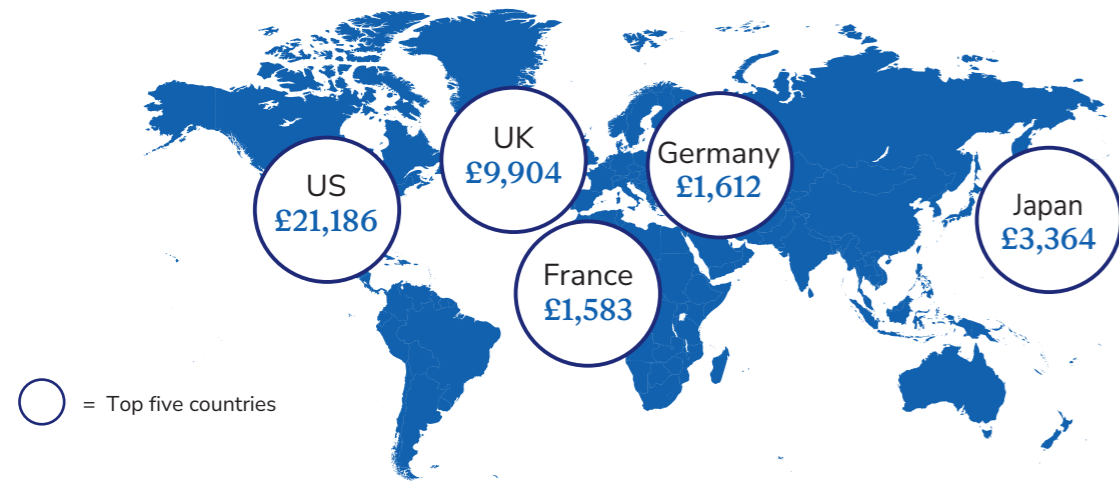 UK
£9,904
Germany
£1,612
US
£21,186
Japan
£3,364
France
£1,583
= Top five countries